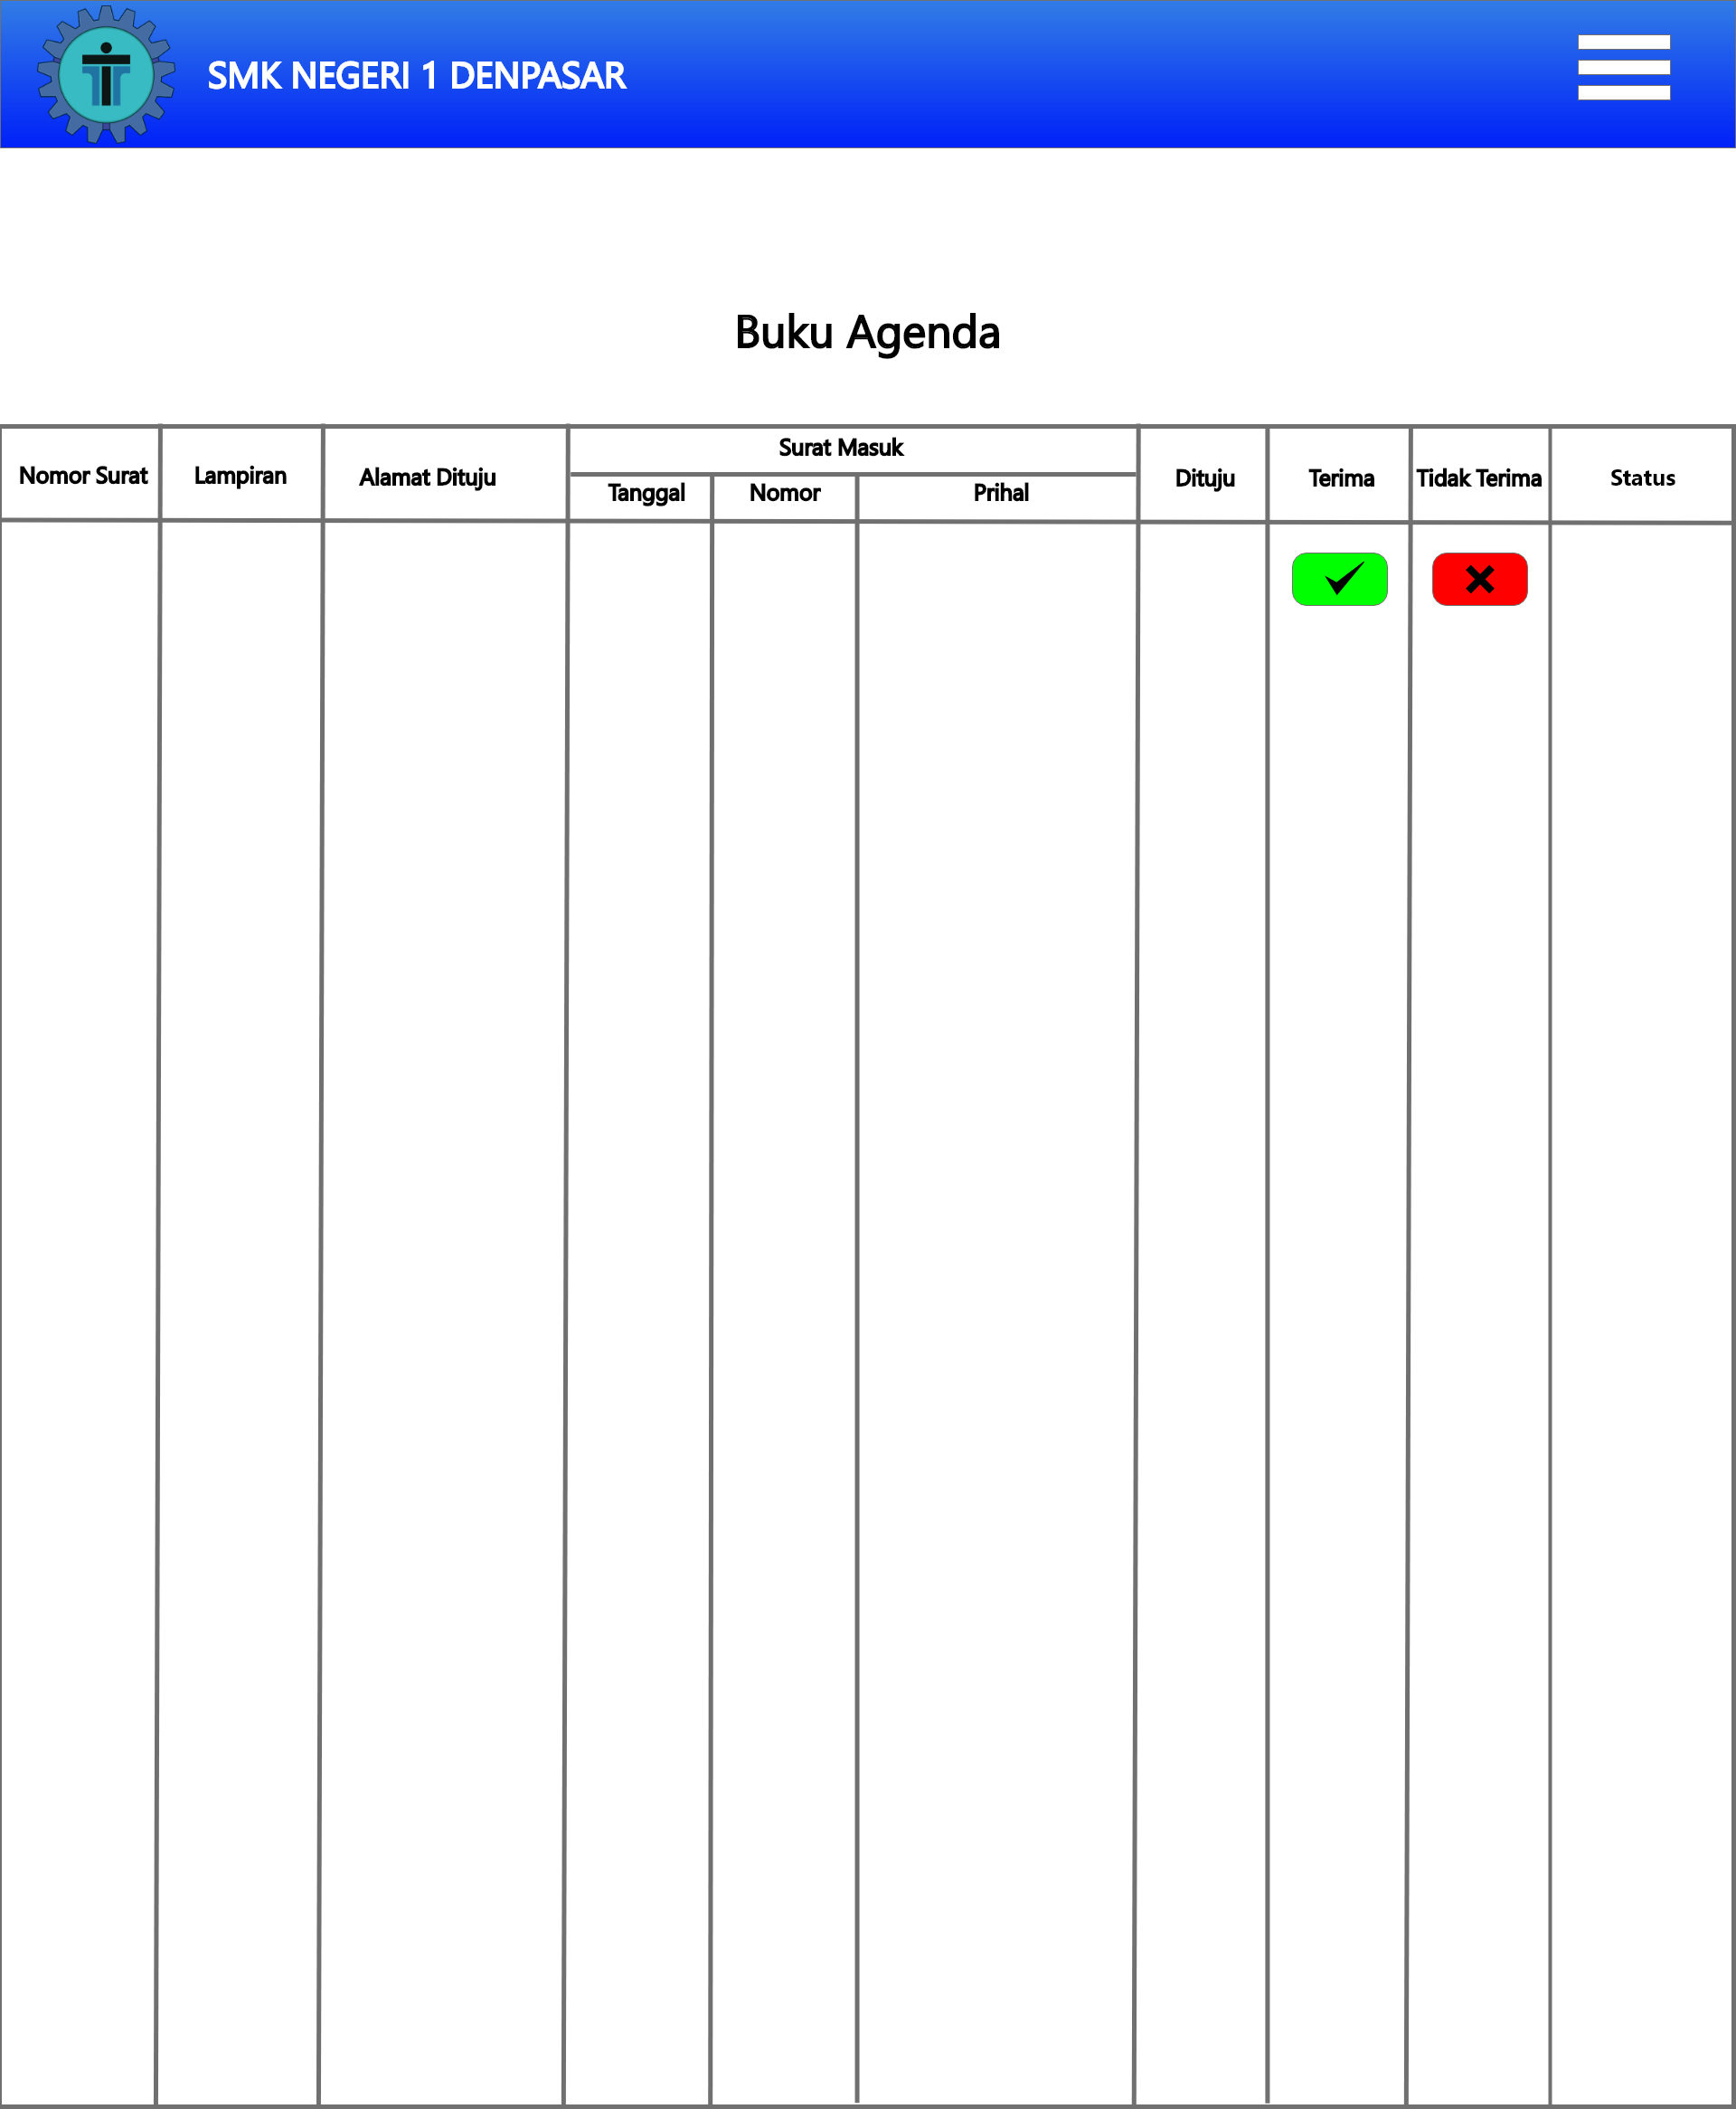 SMK NEGERI 1 DENPASAR
Buku Agenda
Nomor Surat
Lampiran
Alamat Dituju
Surat Masuk
Tanggal
Nomor
Prihal
Dituju
Terima
Tidak Terima
Status